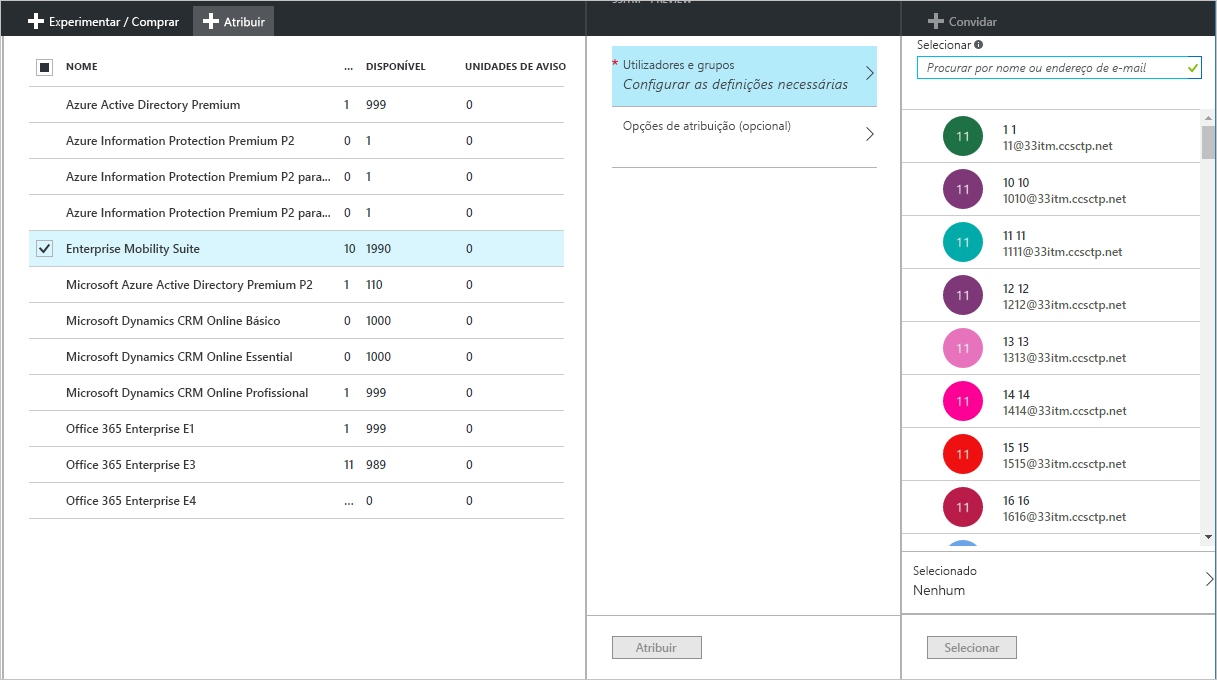 Experimentar / Comprar
Atribuir
NOME ... DISPONÍVEL UNIDADES DE AVISO
Azure Active Directory Premium 1 999 0
Azure Information Protection Premium P2 0 1 0
Azure Information Protection Premium P2 para... 0 1 0
Azure Information Protection Premium P2 para... 0 1 0
Enterprise Mobility Suite 10 1990 0
Microsoft Azure Active Directory Premium P2 1 110 0
Microsoft Dynamics CRM Online Básico 0 1000 0
Microsoft Dynamics CRM Online Essential 0 1000 0
Microsoft Dynamics CRM Online Profissional 1 999 0
Office 365 Enterprise E1 1 999 0
Office 365 Enterprise E3 11 989 0
Office 365 Enterprise E4 ... 0 0
* Utilizadores e grupos
Configurar as definições necessárias
Opções de atribuição (opcional)
Atribuir
Convidar
Selecionar
Procurar por nome ou endereço de e-mail
11
1 1
11@33itm.ccsctp.net
11
10 10
1010@33itm.ccsctp.net
11
11 11
1111@33itm.ccsctp.net
11
12 12
1212@33itm.ccsctp.net
11
13 13
1313@33itm.ccsctp.net
11
14 14
1414@33itm.ccsctp.net
11
15 15
1515@33itm.ccsctp.net
11
16 16
1616@33itm.ccsctp.net
Selecionado
Nenhum
Selecionar